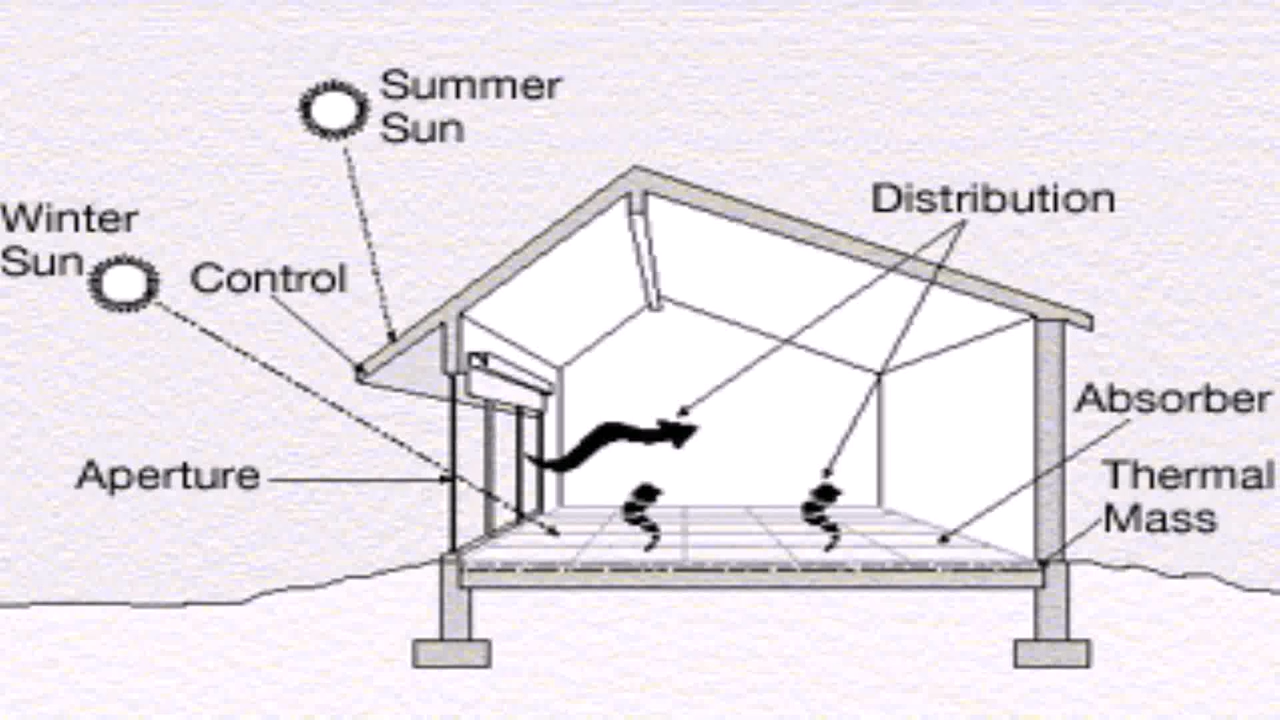 Summer
Sun
Winter
Sun
Control
Distribution
Absorber
Aperture
Thermal
Mass